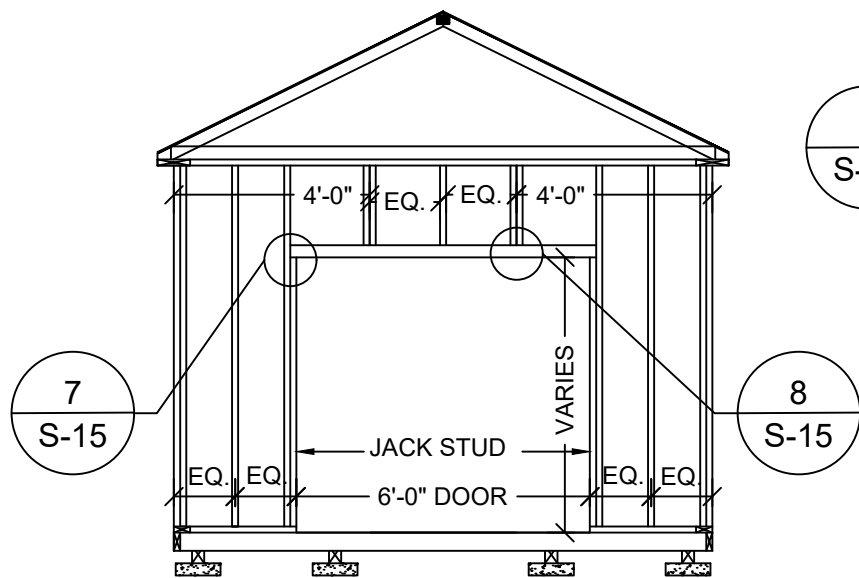 S-
4'-0" EQ. EQ. 4'-0"
7
S-15
VARIES
8
S-15
JACK STUD
EQ. EQ. 6'-0" DOOR EQ. EQ.